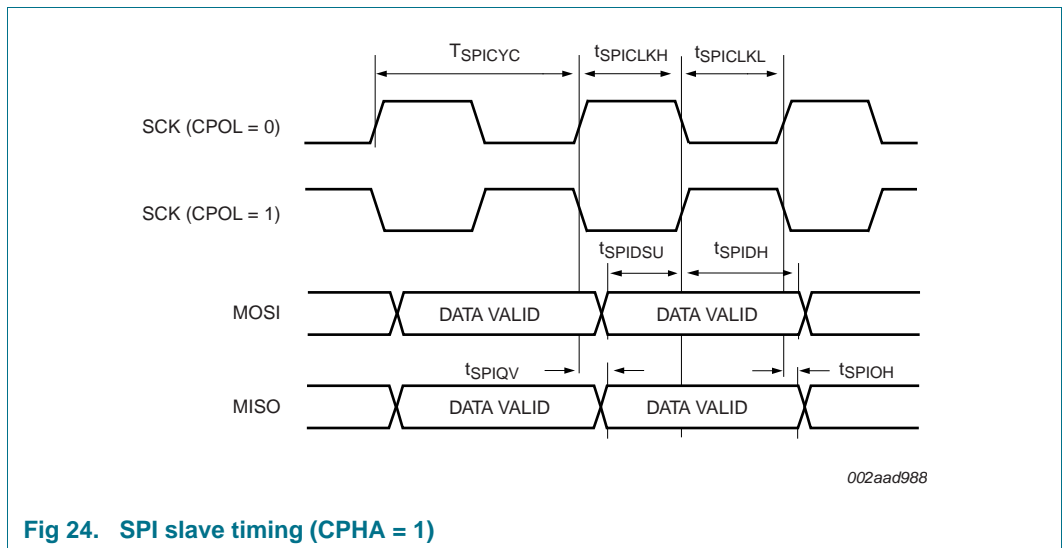 TSPICYC tSPICLKH tSPICLKL
SCK (CPOL = 0)
SCK (CPOL = 1)
tSPIDSU tSPIDH
MOSI DATA VALID DATA VALID
tSPIQV tSPIOH
MISO DATA VALID DATA VALID
002aad988
Fig 24. SPI slave timing (CPHA = 1)